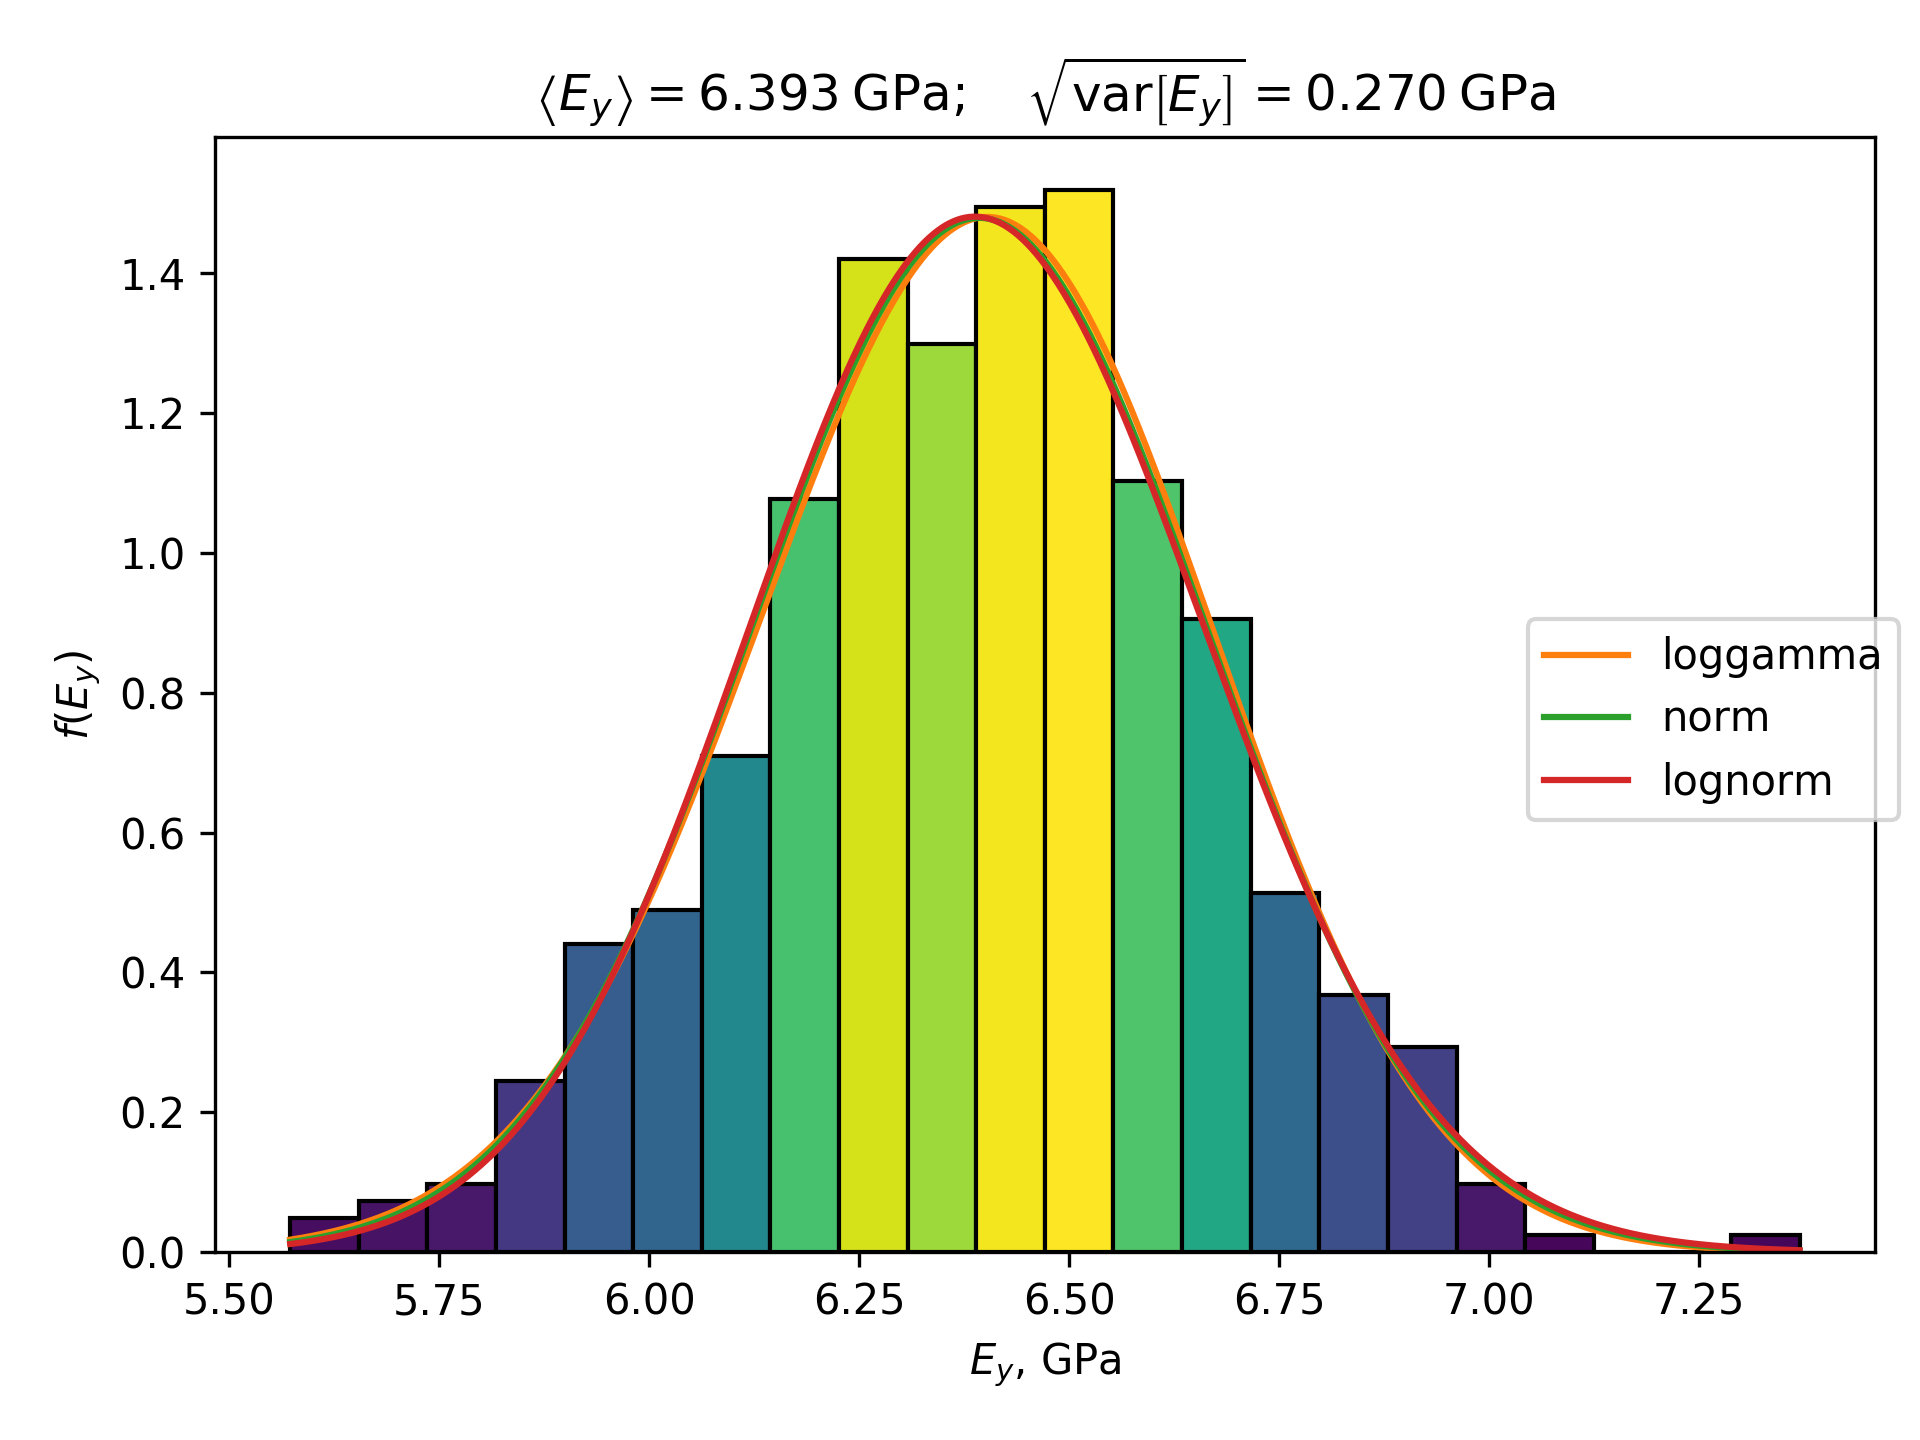 ⟨E_y⟩ = 6.393 GPa; √var[E_y] = 0.270 GPa
f(E_y)
1.4
1.2
1.0
0.8
0.6
0.4
0.2
0.0
loggamma
norm
lognorm
5.50 5.75 6.00 6.25 6.50 6.75 7.00 7.25
E_y, GPa